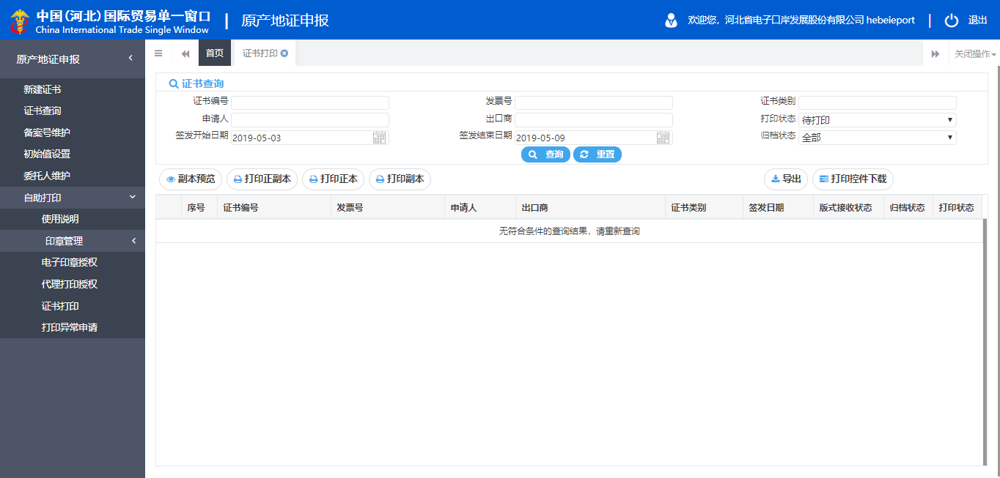 中国(河北)国际贸易单一窗口
China International Trade Single Window
原产地证申报
欢迎您，河北省电子口岸发展股份有限公司 hebeieport
退出
原产地证申报
新建证书
证书查询
备案号维护
初始值设置
委托人维护
自助打印
使用说明
印章管理
电子印章授权
代理打印授权
证书打印
打印异常申请
首页
证书打印
关闭操作
证书查询
证书编号
发票号
证书类别
申请人
出口商
打印状态 待打印
签发开始日期 2019-05-03
签发结束日期 2019-05-09
归档状态 全部
查询 重置
副本预览 打印正副本 打印正本 打印副本 导出 打印控件下载
序号 证书编号 发票号 申请人 出口商 证书类别 签发日期 版式接收状态 归档状态 打印状态
无符合条件的查询结果，请重新查询